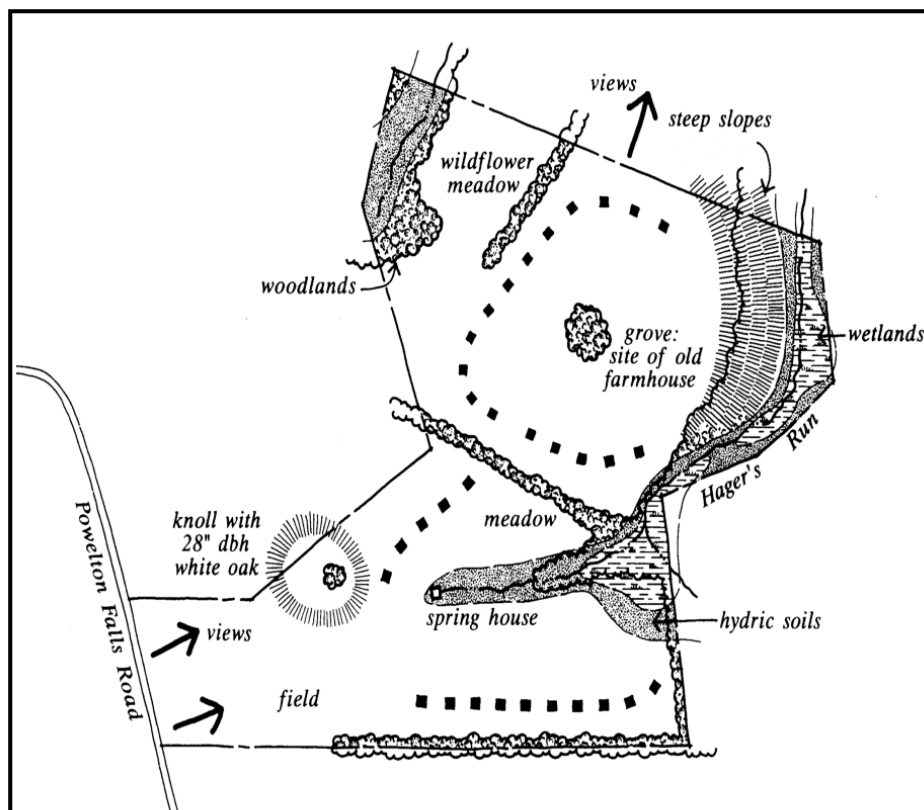 views
steep slopes
wildflower
meadow
woodlands
grove:
site of old
farmhouse
wetlands
Hager's Run
knoll with
28" dbh
white oak
meadow
Powelton Falls Road
views
spring house
hydric soils
field